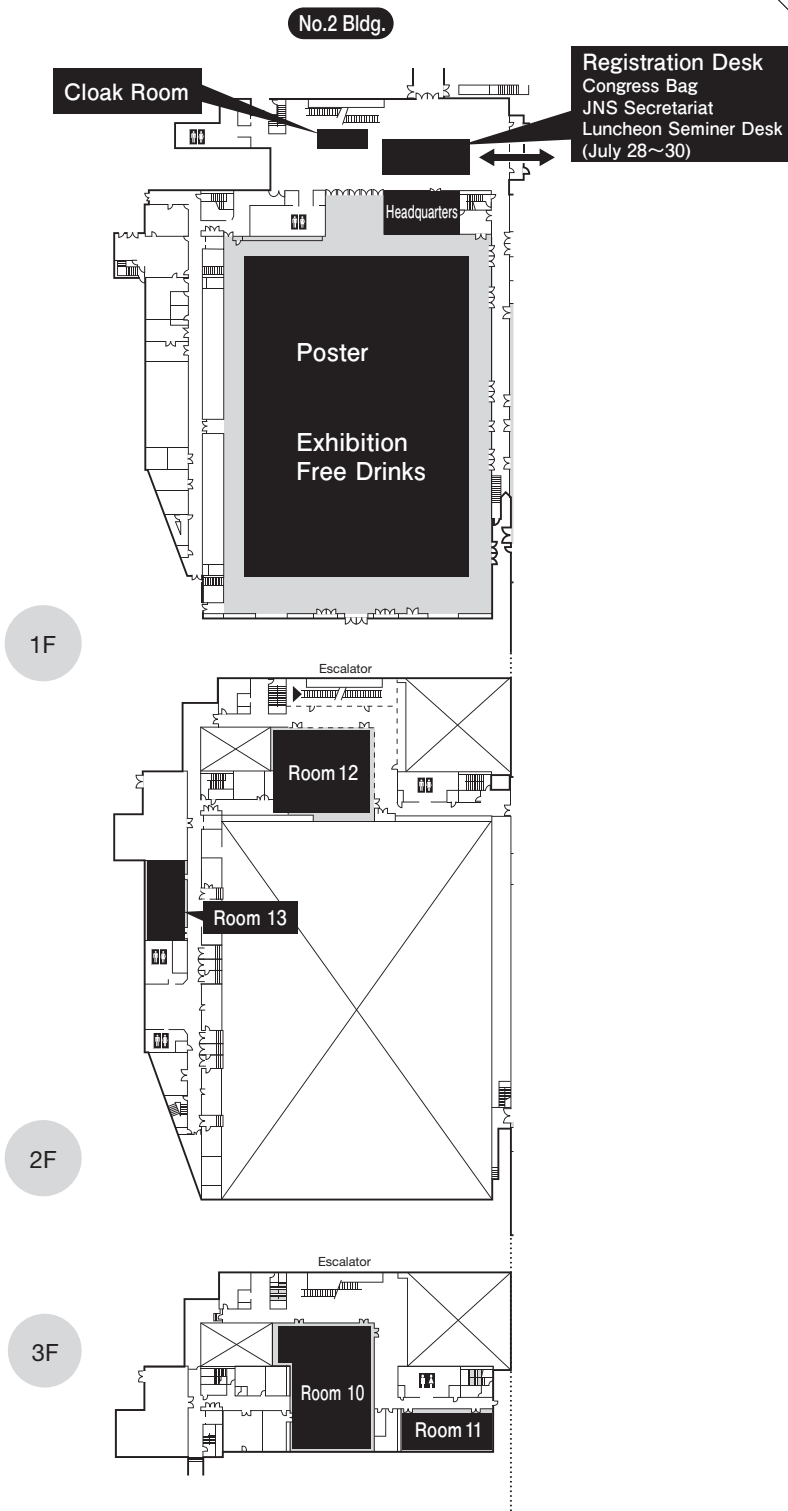 No.2 Bldg.
Cloak Room
Registration Desk
Congress Bag
JNS Secretariat
Luncheon Seminer Desk
(July 28～30)
Headquarters
Poster
Exhibition
Free Drinks
1F
Escalator
Room 12
Room 13
2F
Escalator
3F
Room 10
Room 11